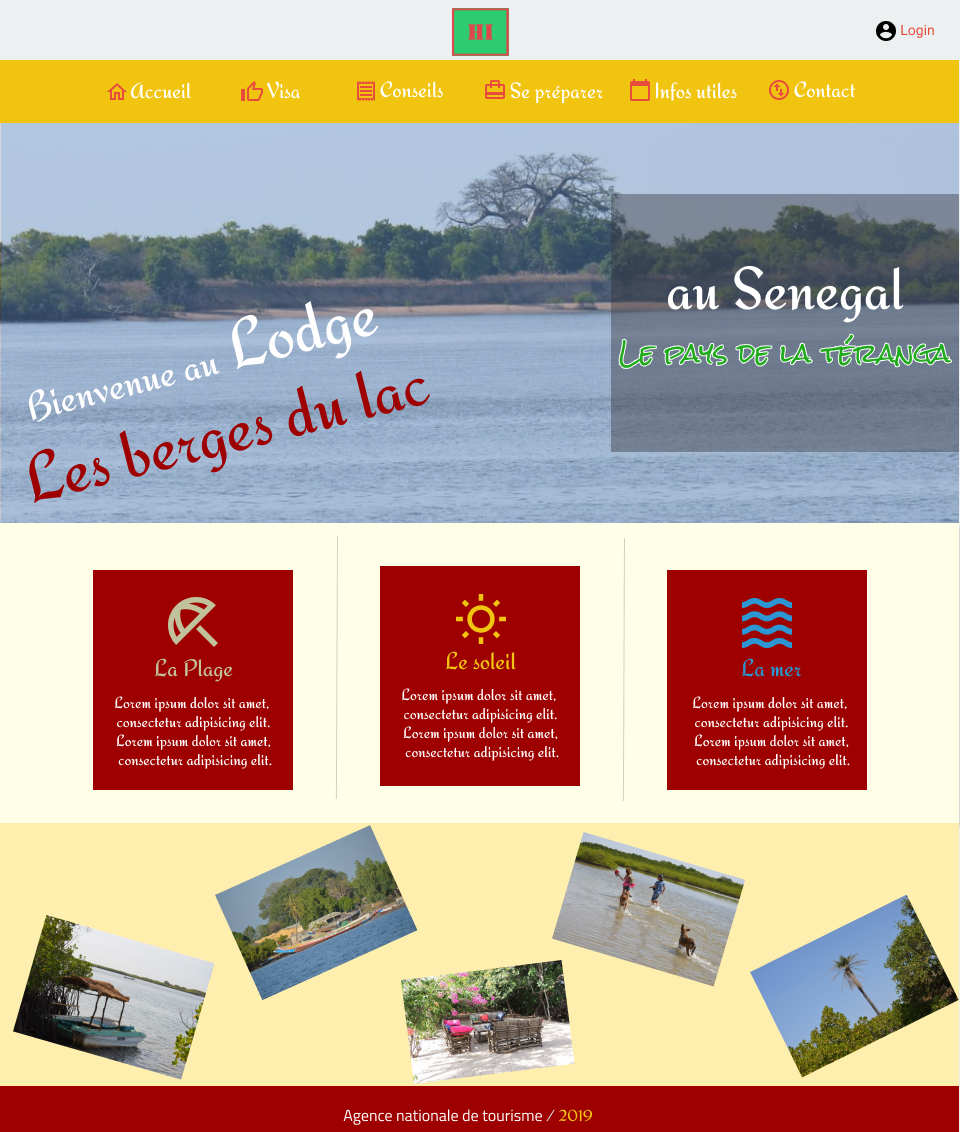 HI
Login
Accueil
Visa
Conseils
Se préparer
Infos utiles
Contact
Bienvenue au Lodge
Les berges du lac
au Senegal
Le pays de la téranga
La Plage
Lorem ipsum dolor sit amet,
consectetur adipisicing elit.
Lorem ipsum dolor sit amet,
consectetur adipisicing elit.
Le soleil
Lorem ipsum dolor sit amet,
consectetur adipisicing elit.
Lorem ipsum dolor sit amet,
consectetur adipisicing elit.
La mer
Lorem ipsum dolor sit amet,
consectetur adipisicing elit.
Lorem ipsum dolor sit amet,
consectetur adipisicing elit.
Agence nationale de tourisme / 2019